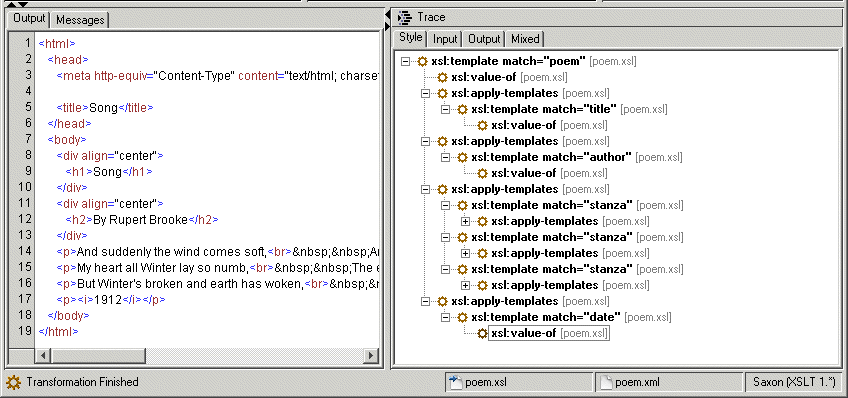 Output Messages
1 <html>
2 <head>
3 <meta http-equiv="Content-Type" content="text/html; charset
4
5 <title>Song</title>
6 </head>
7 <body>
8 <div align="center">
9 <h1>Song</h1>
10 </div>
11 <div align="center">
12 <h2>By Rupert Brooke</h2>
13 </div>
14 <p>And suddenly the wind comes soft,<br>&nbsp;&nbsp;An
15 <p>My heart all Winter lay so numb,<br>&nbsp;&nbsp;The e
16 <p>But Winter's broken and earth has woken,<br>&nbsp;&
17 <p><i>1912</i></p>
18 </body>
19 </html>
Trace
Style Input Output Mixed
xsl:template match="poem" [poem.xsl]
xsl:value-of [poem.xsl]
xsl:apply-templates [poem.xsl]
xsl:template match="title" [poem.xsl]
xsl:value-of [poem.xsl]
xsl:apply-templates [poem.xsl]
xsl:template match="author" [poem.xsl]
xsl:value-of [poem.xsl]
xsl:apply-templates [poem.xsl]
xsl:template match="stanza" [poem.xsl]
xsl:apply-templates [poem.xsl]
xsl:template match="stanza" [poem.xsl]
xsl:apply-templates [poem.xsl]
xsl:template match="stanza" [poem.xsl]
xsl:apply-templates [poem.xsl]
xsl:apply-templates [poem.xsl]
xsl:template match="date" [poem.xsl]
xsl:value-of [poem.xsl]
Transformation Finished poem.xsl poem.xml Saxon (XSLT 1.*)